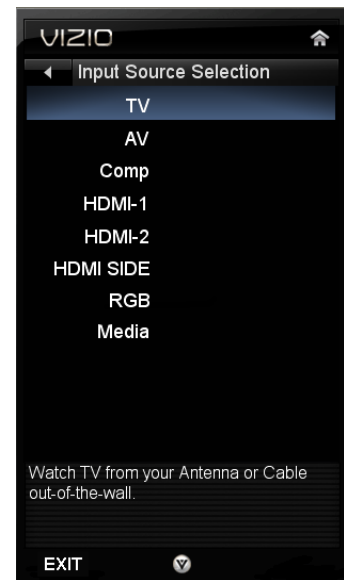 VIZIO
Input Source Selection
TV
AV
Comp
HDMI-1
HDMI-2
HDMI SIDE
RGB
Media
Watch TV from your Antenna or Cable
out-of-the-wall.
EXIT